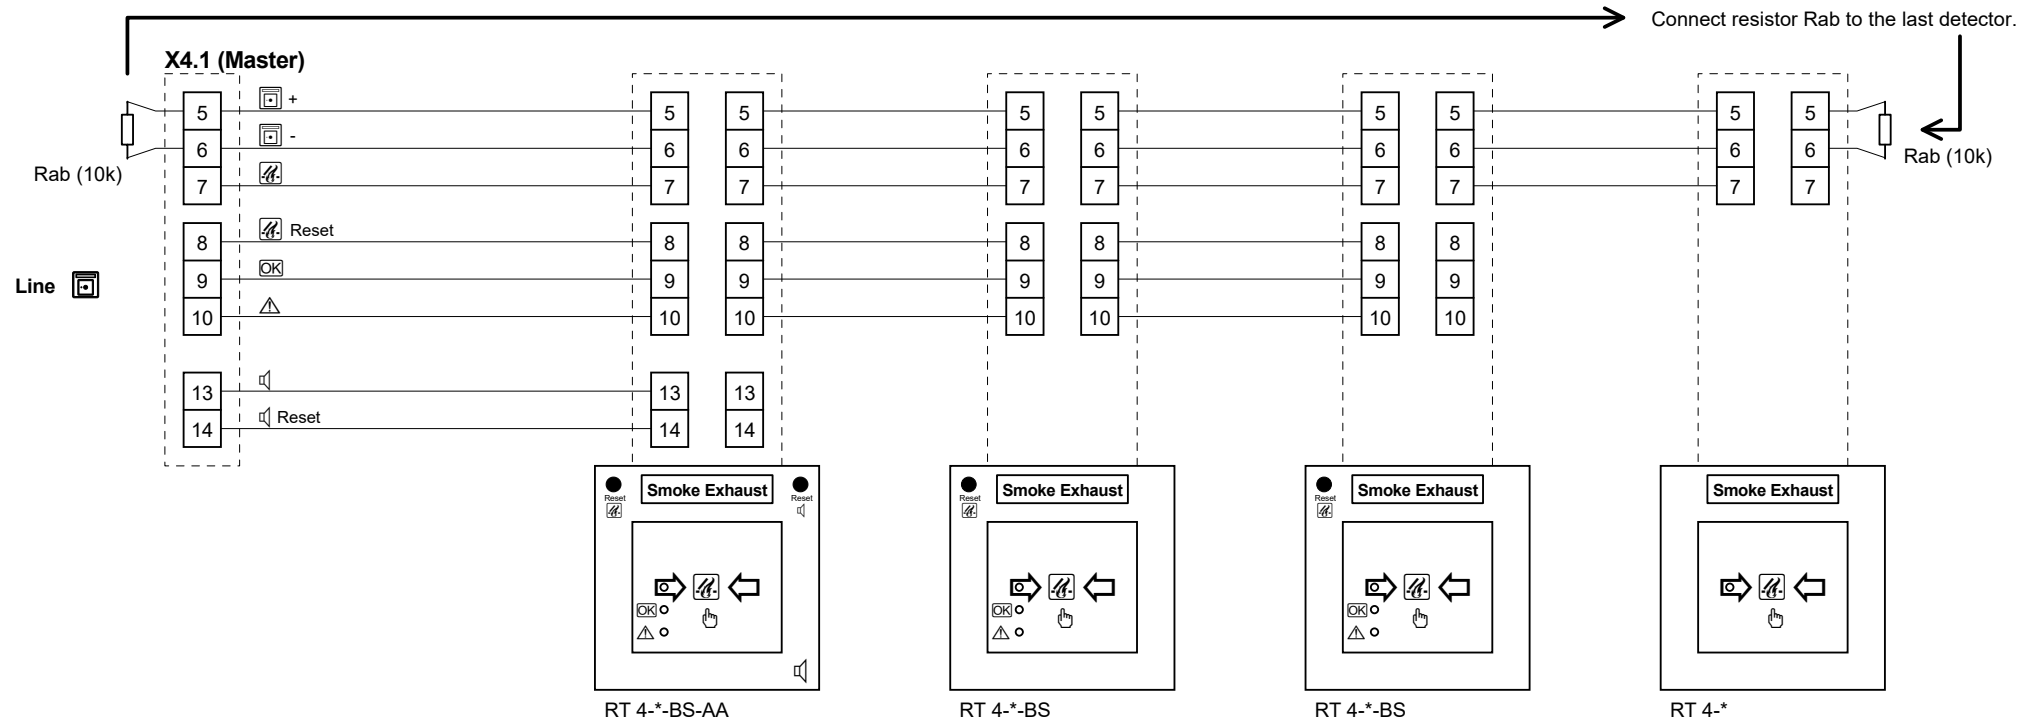 Connect resistor Rab to the last detector.
X4.1 (Master)
+
5 5 5 5 5 5 5 5 5
-
6 6 6 6 6 6 6 6 6
Rab (10k)
Rab (10k)
7 7 7 7 7 7 7 7 7
Reset
8 8 8 8 8 8 8
OK
Line
9 9 9 9 9 9 9
10 10 10 10 10 10 10
13 13 13
Reset
14 14 14
Reset Smoke Exhaust Reset
OK
RT 4-*-BS-AA
Reset Smoke Exhaust
OK
RT 4-*-BS
Reset Smoke Exhaust
OK
RT 4-*-BS
Smoke Exhaust
RT 4-*